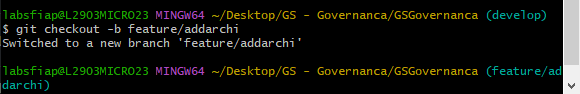 labsfiap@L2903MICRO23 MINGW64 ~/Desktop/GS - Governanca/GSGovernanca (develop)
$ git checkout -b feature/addarchi
Switched to a new branch 'feature/addarchi'
labsfiap@L2903MICRO23 MINGW64 ~/Desktop/GS - Governanca/GSGovernanca (feature/ad
darchi)